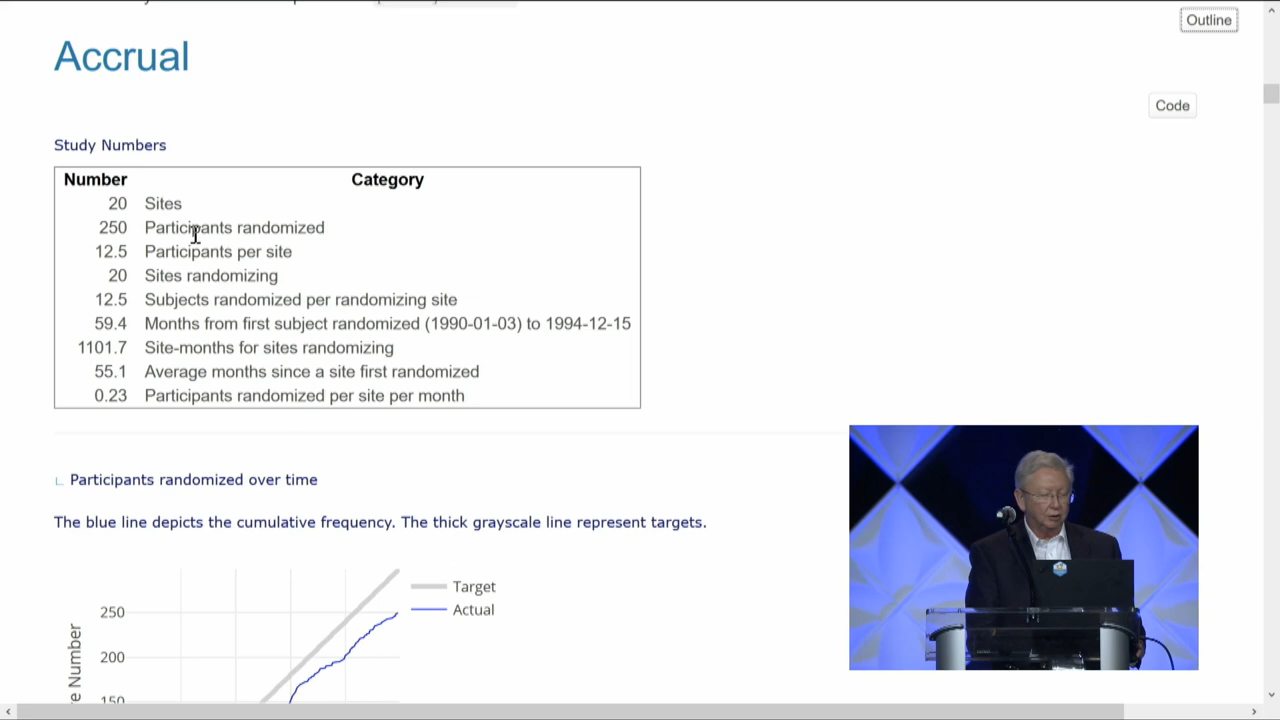 Outline
Accrual
Code
Study Numbers
Number Category
20 Sites
250 Participants randomized
12.5 Participants per site
20 Sites randomizing
12.5 Subjects randomized per randomizing site
59.4 Months from first subject randomized (1990-01-03) to 1994-12-15
1101.7 Site-months for sites randomizing
55.1 Average months since a site first randomized
0.23 Participants randomized per site per month
Participants randomized over time
The blue line depicts the cumulative frequency. The thick grayscale line represent targets.
Target
Actual
250
200
150
e Number